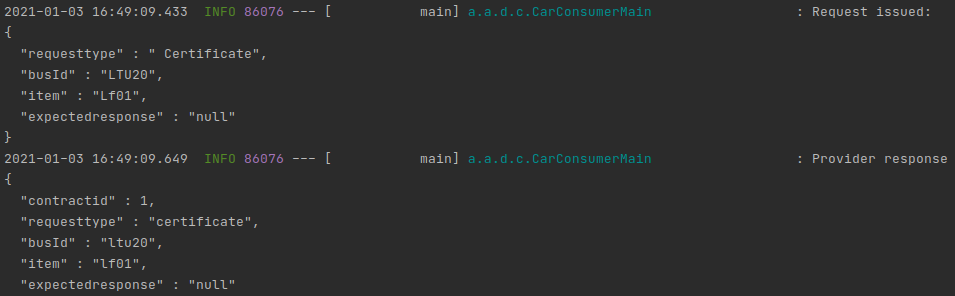 2021-01-03 16:49:09.433  INFO 86076 --- [           main] a.a.d.c.CarConsumerMain                  : Request issued:
{
  "requesttype" : " Certificate",
  "busId" : "LTU20",
  "item" : "Lf01",
  "expectedresponse" : "null"
}
2021-01-03 16:49:09.649  INFO 86076 --- [           main] a.a.d.c.CarConsumerMain                  : Provider response
{
  "contractid" : 1,
  "requesttype" : "certificate",
  "busId" : "ltu20",
  "item" : "lf01",
  "expectedresponse" : "null"